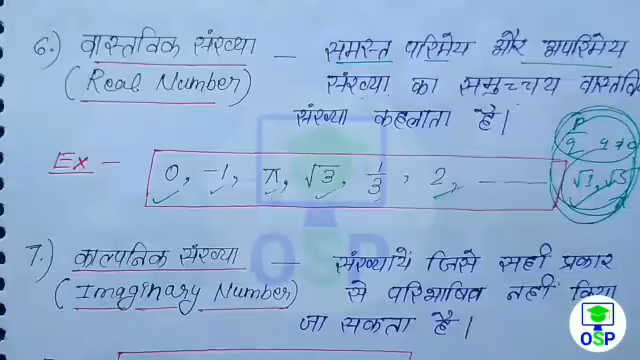 6.) वास्तविक संख्या — समस्त परिमेय और अपरिमेय
(Real Number) संख्या का समुच्चय
संख्या कहलाता है।
p/q q≠0
Ex — 0, -1, π, √3, 1/3, 2, -----
√3, √5
OSP
7.) काल्पनिक संख्या — संख्यायें जिसे सही प्रकार
(Imaginary Number) से परिभाषित नहीं किया
जा सकता है।
OSP